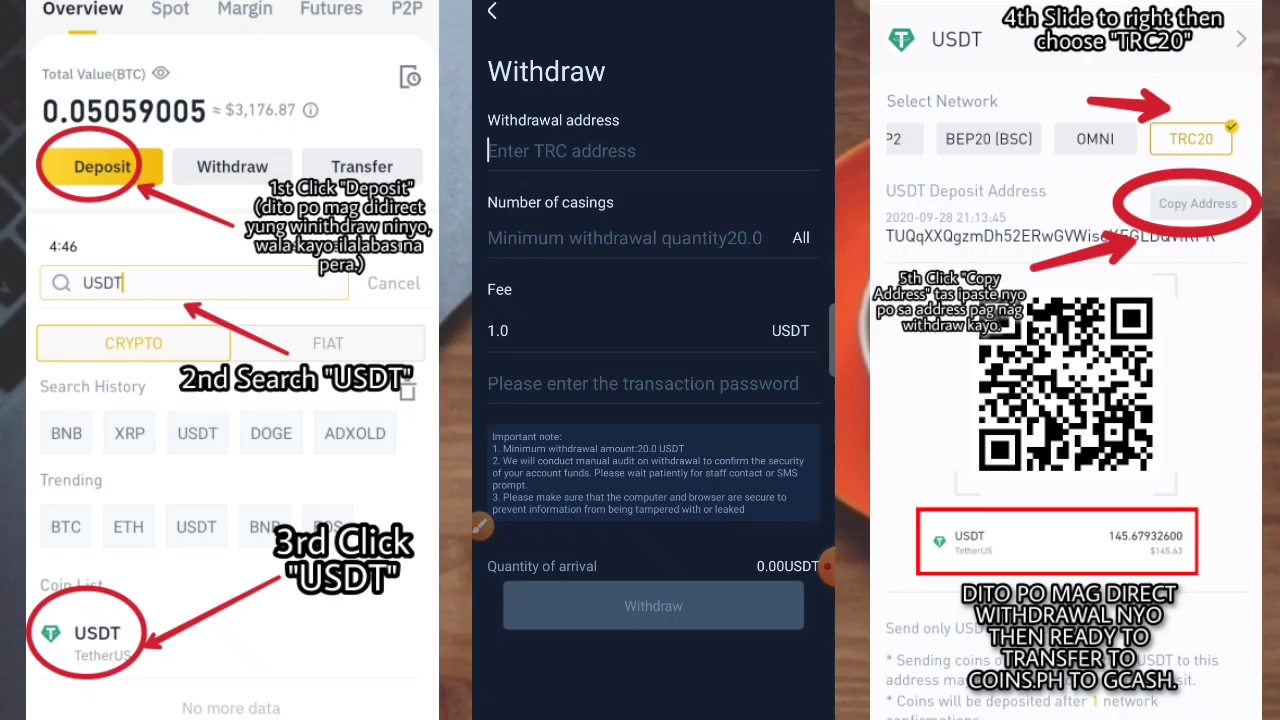 Overview Spot Margin Futures P2P
Total Value(BTC)
0.05059005 ≈ $3,176.87
Deposit Withdraw Transfer
1st Click "Deposit"
(dito po mag didirect
yung winithdraw ninyo,
wala kayo ilalabas na
pera.)
4:46
USDT
Cancel
CRYPTO FIAT
2nd Search "USDT"
Search History
BNB XRP USDT DOGE ADXOLD
Trending
BTC ETH USDT BNB
3rd Click
"USDT"
Coin List
USDT
TetherUS
No more data
Withdraw
Withdrawal address
Enter TRC address
Number of casings
Minimum withdrawal quantity20.0 All
Fee
1.0 USDT
Please enter the transaction password
Important note:
1. Minimum withdrawal amount:20.0 USDT
2. We will conduct manual audit on withdrawal to confirm the security
of your account funds. Please wait patiently for staff contact or SMS
prompt.
3. Please make sure that the computer and browser are secure to
prevent information from being tampered with or leaked
Quantity of arrival 0.00USDT
Withdraw
4th Slide to right then
choose "TRC20"
USDT
Select Network
P2 BEP20 (BSC) OMNI TRC20
USDT Deposit Address
Copy Address
2020-09-28 21:13:45
5th Click "Copy
Address" tas ipaste nyo
po sa address pag nag
withdraw kayo.
USDT 145.67932600
TetherUS $145.63
DITO PO MAG DIRECT
WITHDRAWAL NYO
THEN READY TO
TRANSFER TO
COINS.PH TO GCASH.
Send only
* Sending coins USDT to this
address may
* Coins will be deposited after 1 network